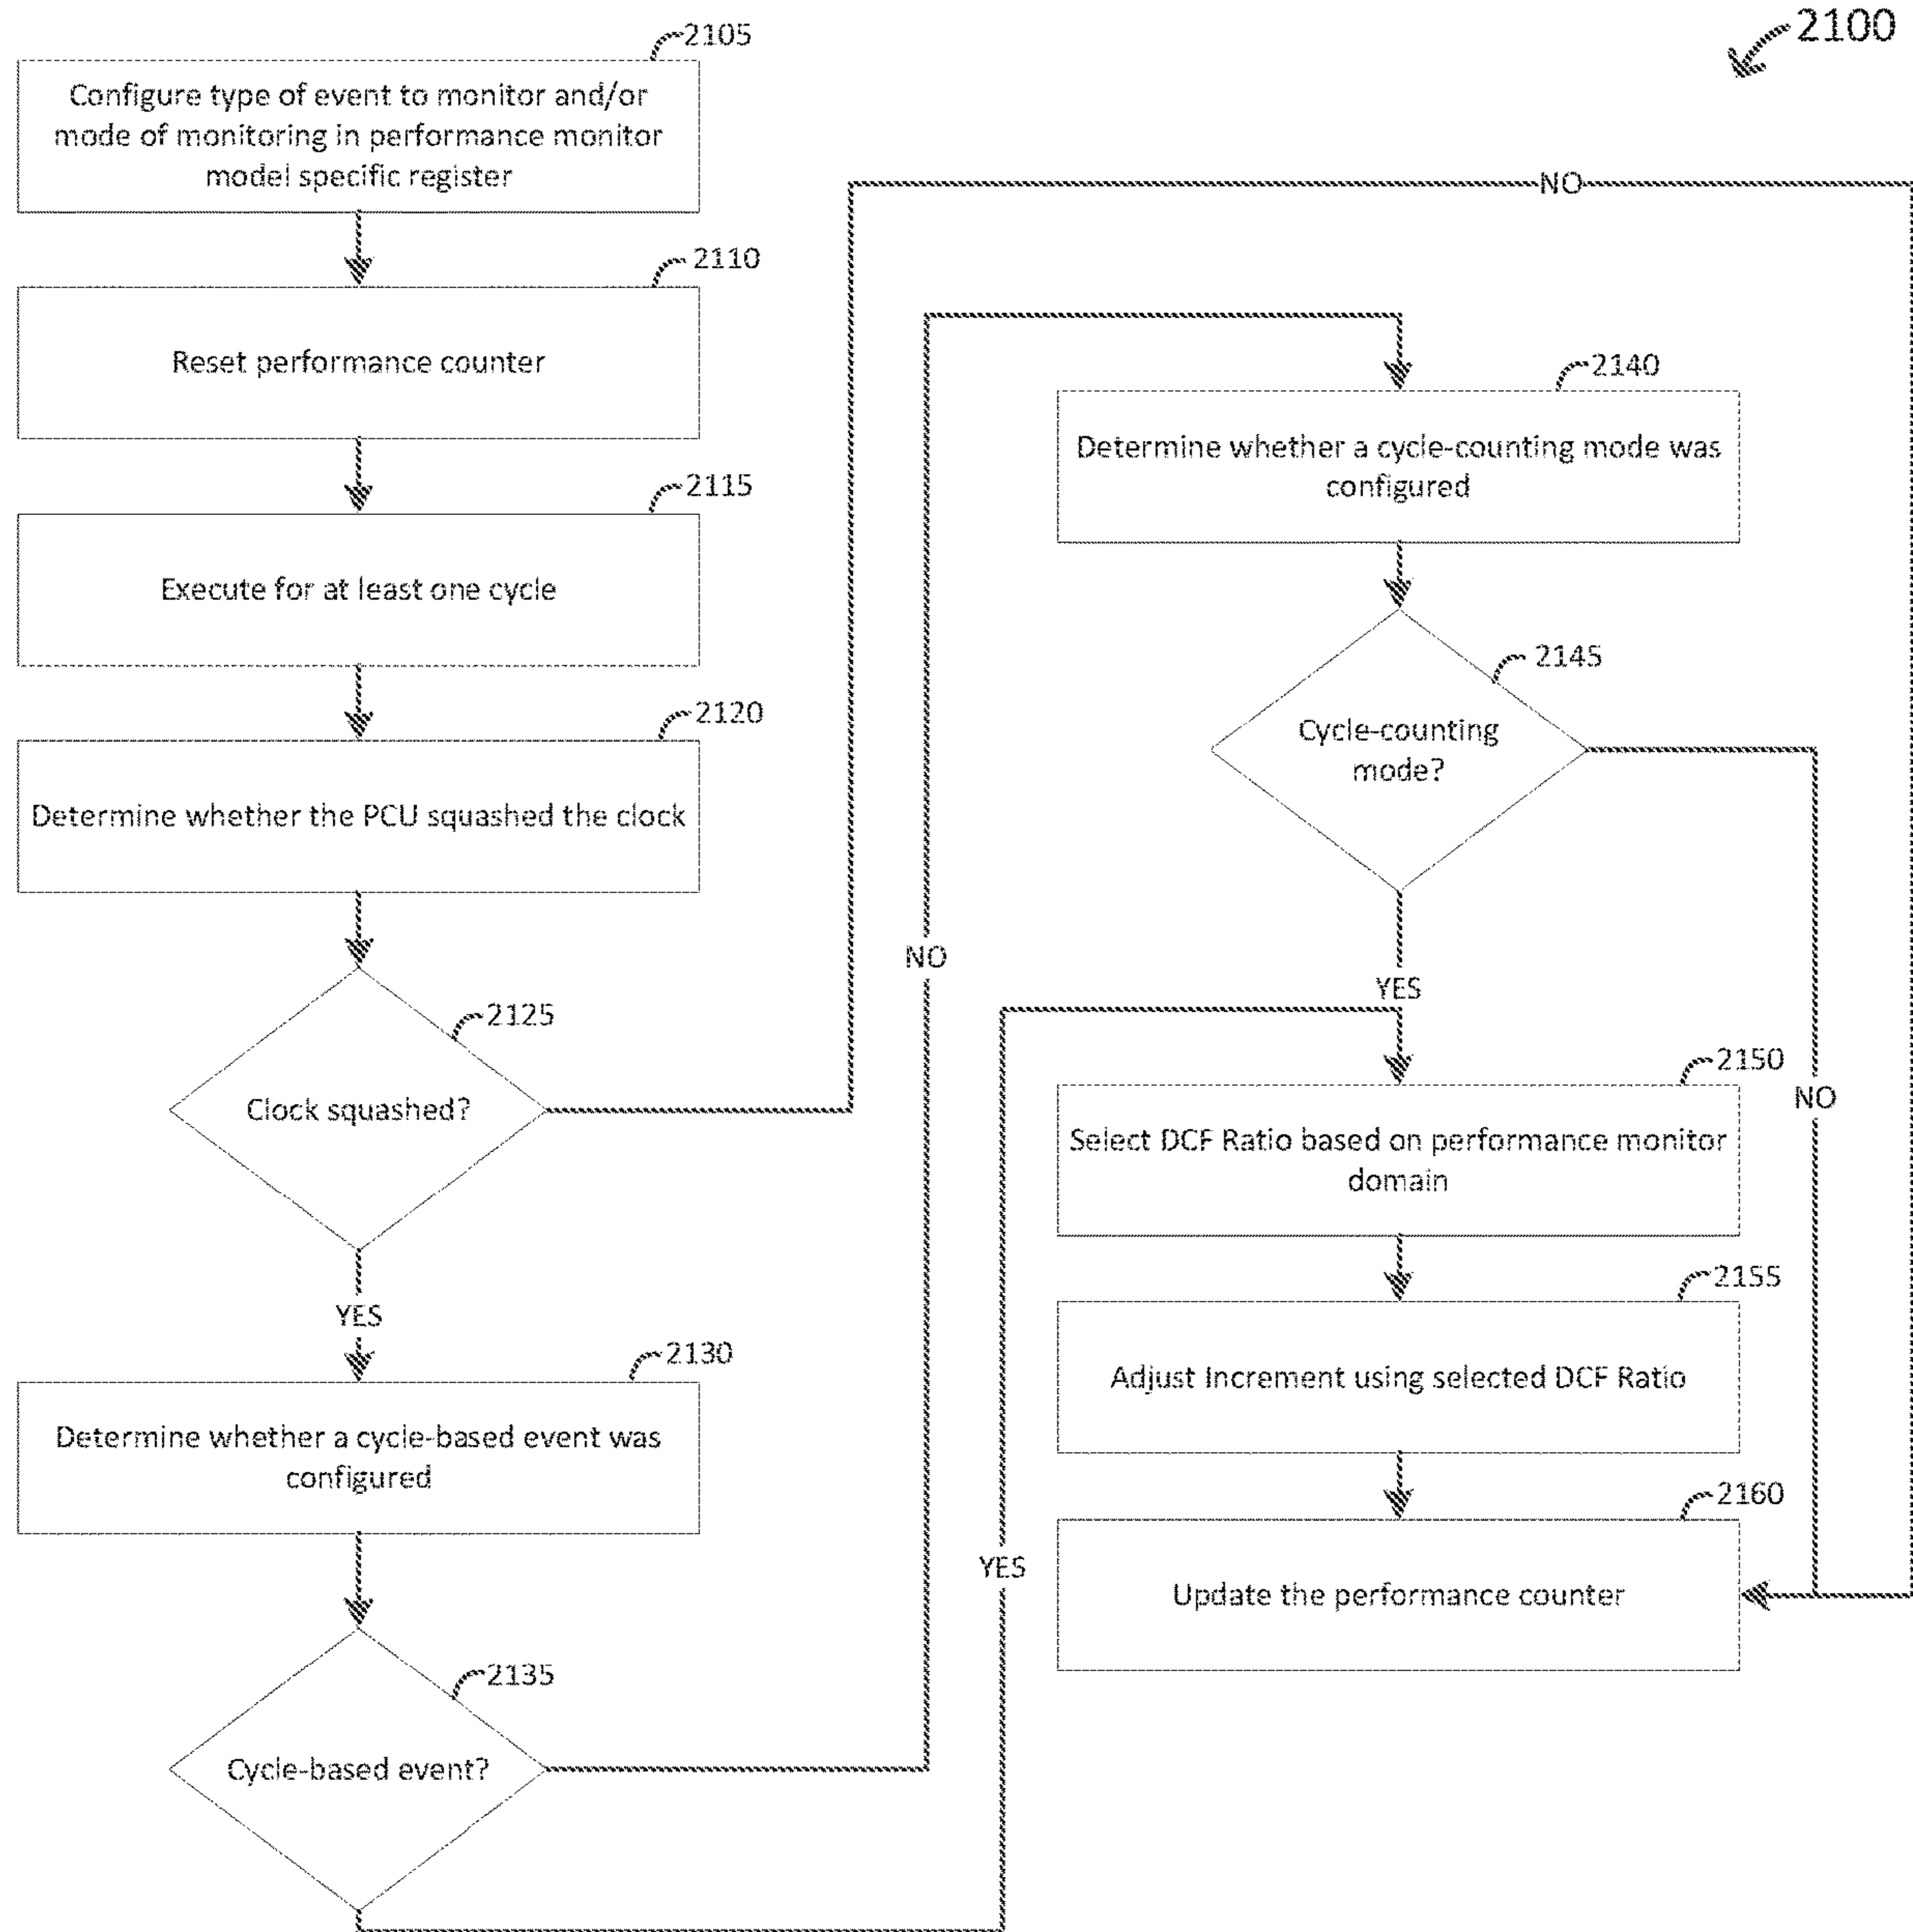 2100
2105
Configure type of event to monitor and/or
mode of monitoring in performance monitor
model specific register
2110
Reset performance counter
2115
Execute for at least one cycle
2120
Determine whether the PCU squashed the clock
2125
Clock squashed?
NO
YES
2130
Determine whether a cycle-based event was
configured
2135
Cycle-based event?
NO
YES
2140
Determine whether a cycle-counting mode was
configured
2145
Cycle-counting
mode?
YES
NO
2150
Select DCF Ratio based on performance monitor
domain
2155
Adjust Increment using selected DCF Ratio
2160
Update the performance counter